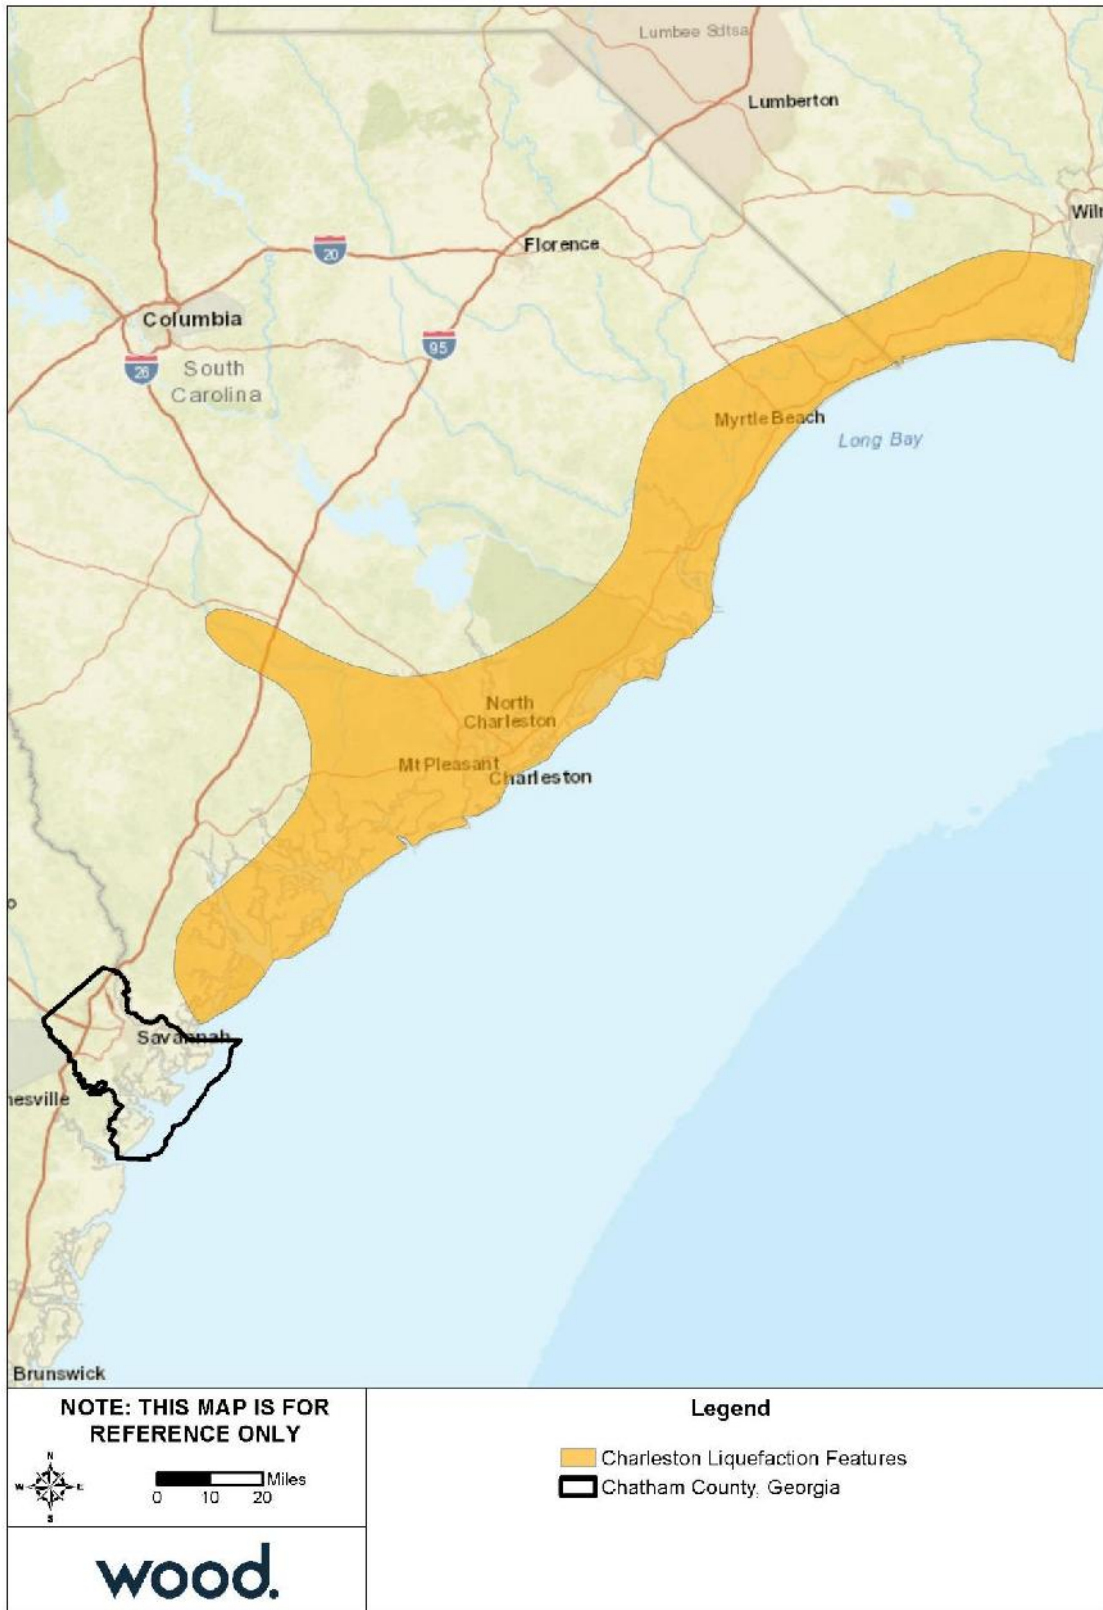 Lumbee Sdtsa
Lumberton
Wilr
Florence
20
Columbia
95
26
South
Carolina
Myrtle Beach
Long Bay
North
Charleston
Mt Pleasant
Charleston
o
Savannah
nesville
Brunswick
NOTE: THIS MAP IS FOR
REFERENCE ONLY
N
W E
S
Miles
0 10 20
wood.
Legend
Charleston Liquefaction Features
Chatham County, Georgia